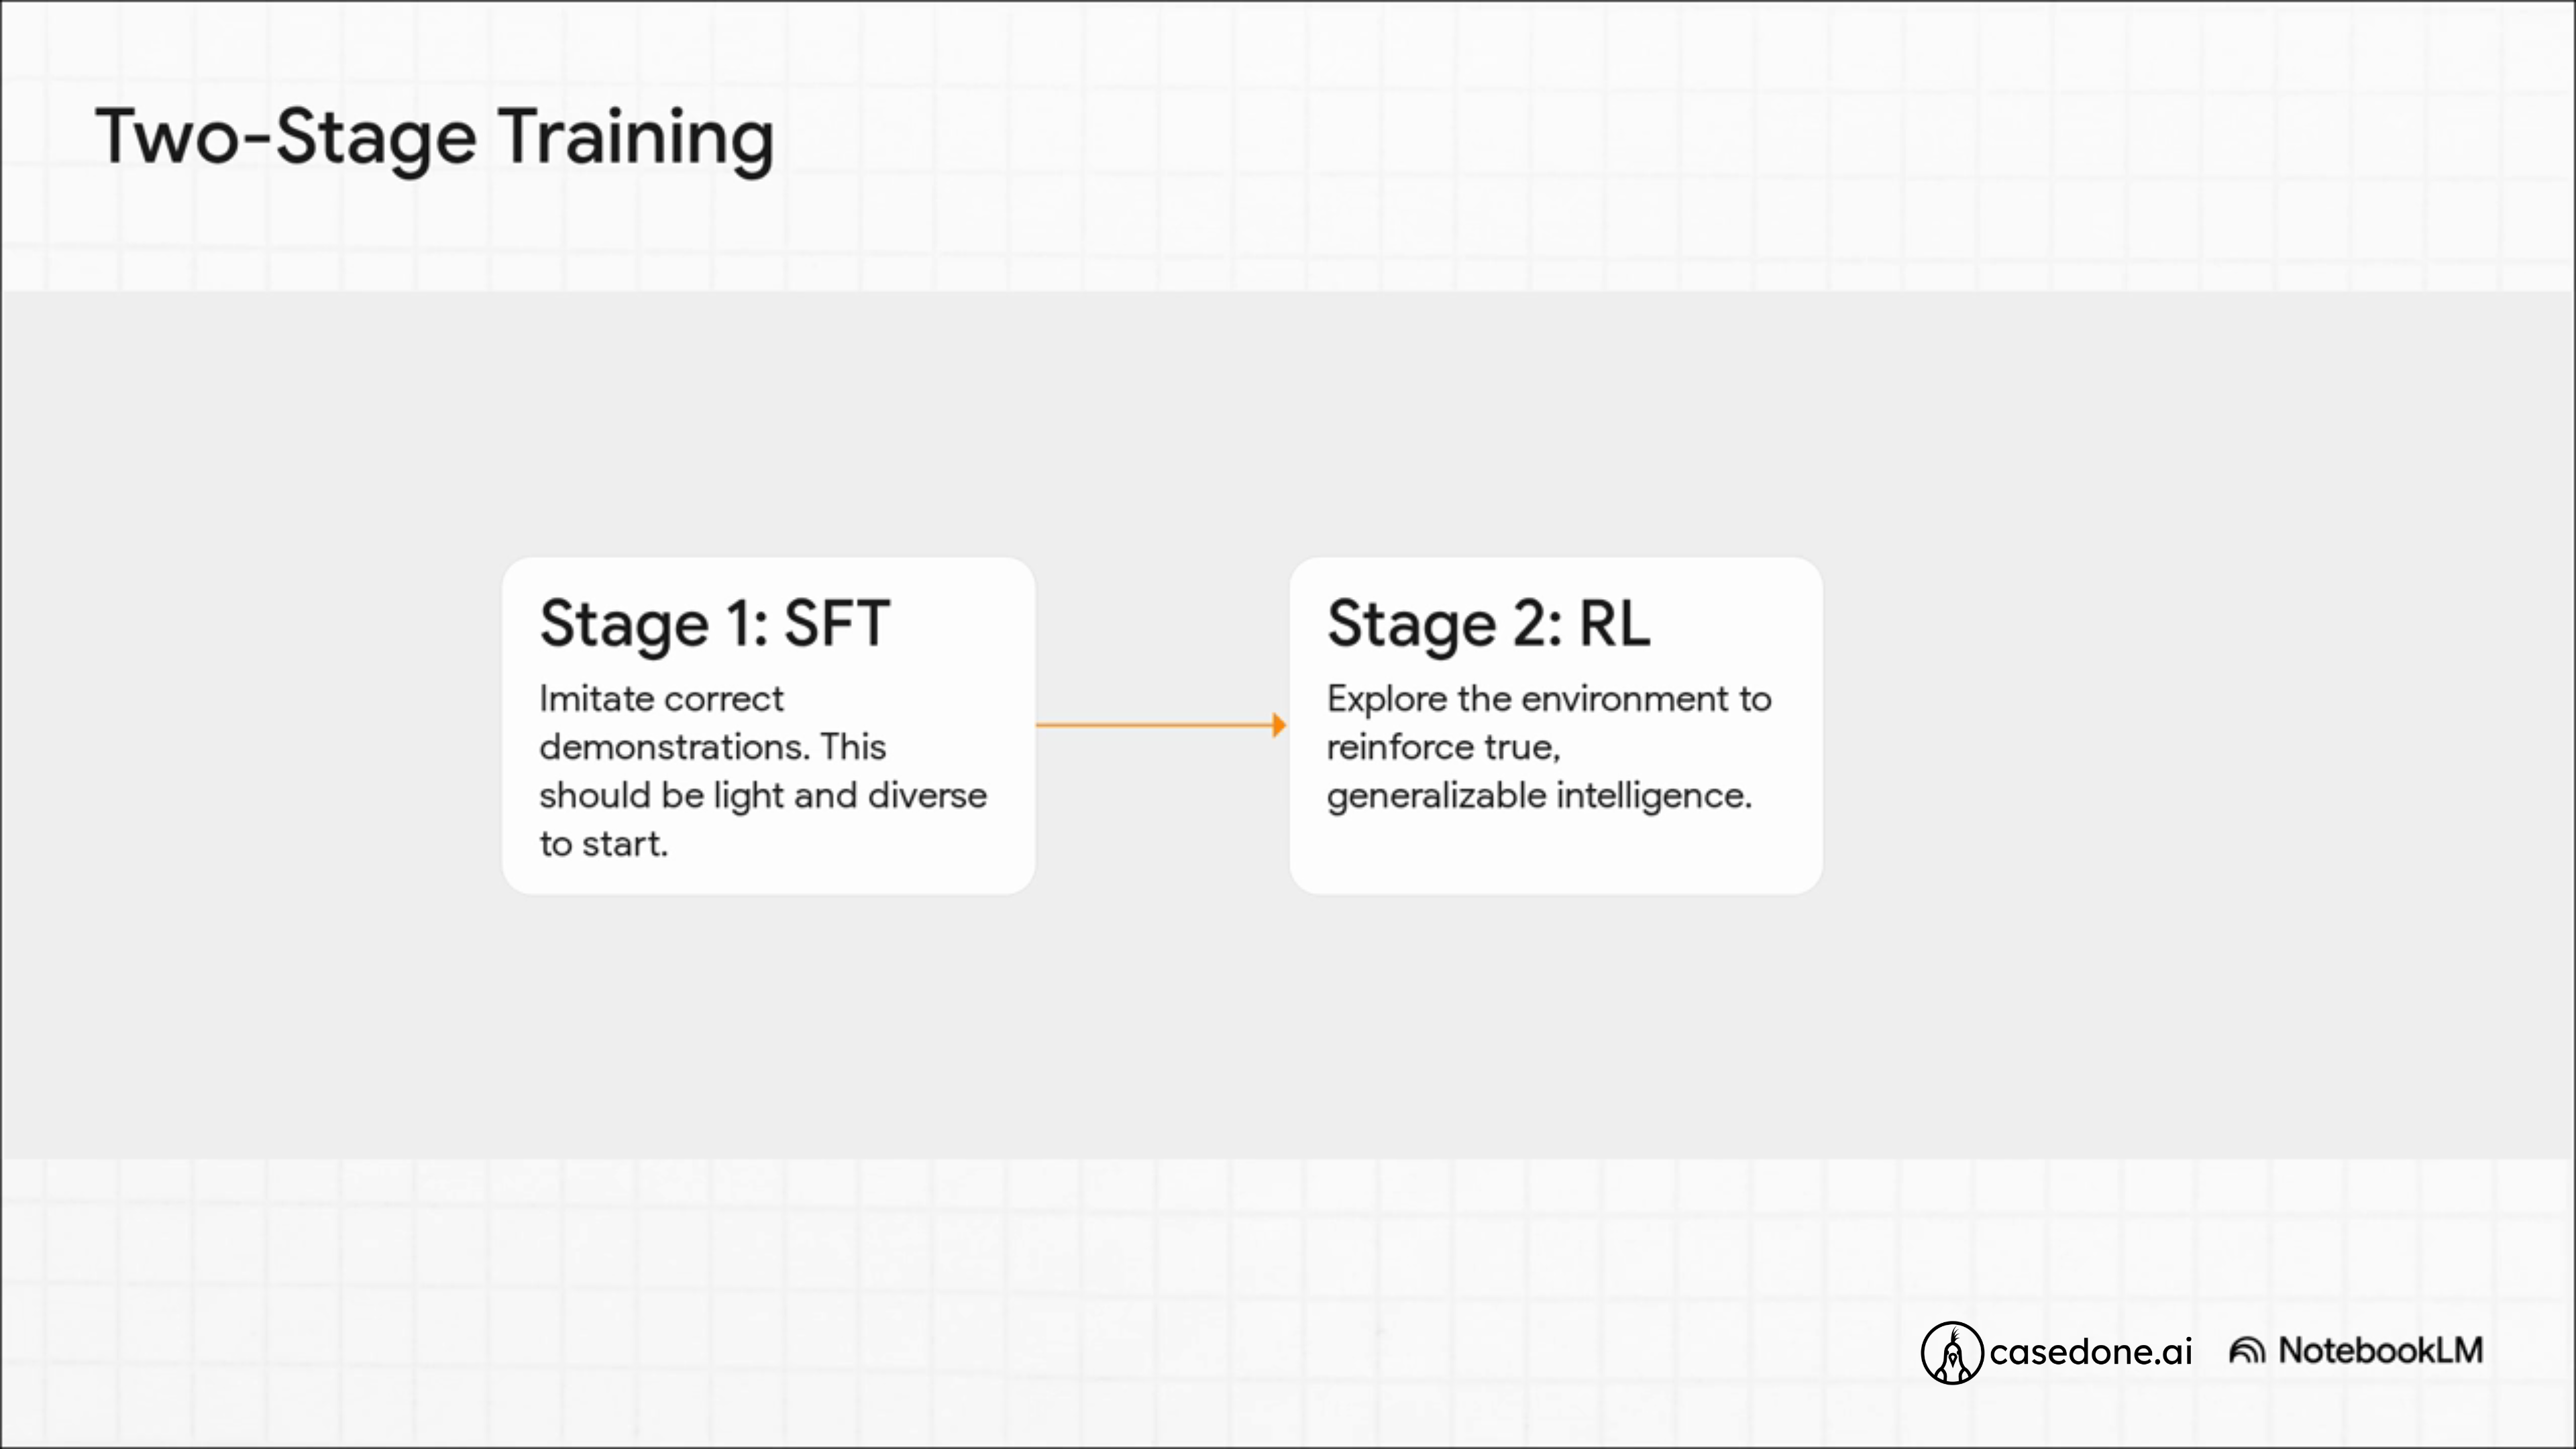 Two-Stage Training
Stage 1: SFT
Imitate correct
demonstrations. This
should be light and diverse
to start.
Stage 2: RL
Explore the environment to
reinforce true,
generalizable intelligence.
casedone.ai
NotebookLM